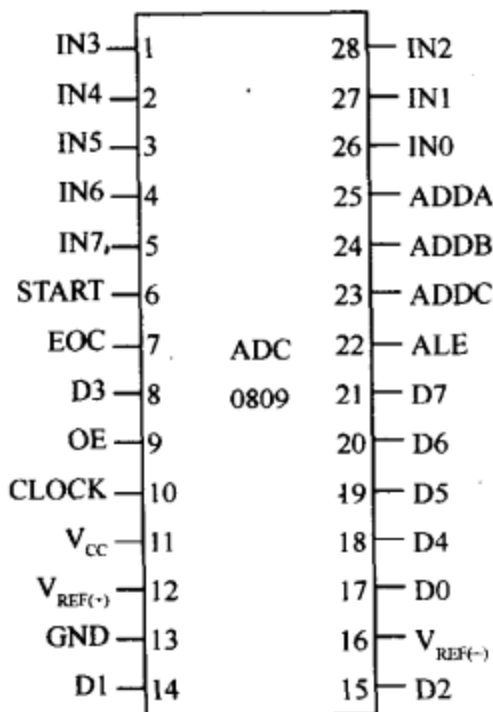 IN3 1 28 IN2
IN4 2 27 IN1
IN5 3 26 IN0
IN6 4 25 ADDA
IN7, 5 24 ADDB
START 6 23 ADDC
EOC 7 ADC 22 ALE
D3 8 0809 21 D7
OE 9 20 D6
CLOCK 10 19 D5
VCC 11 18 D4
VREF(+) 12 17 D0
GND 13 16 VREF(−)
D1 14 15 D2